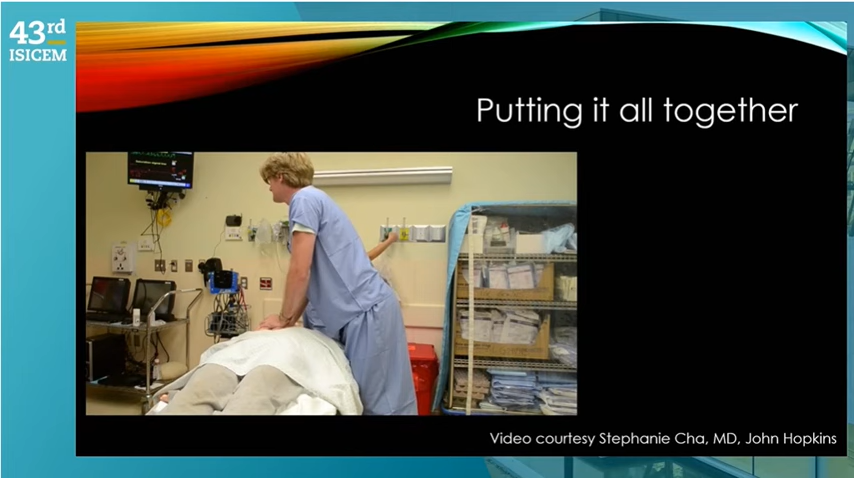 43rd
ISICEM
Putting it all together
Video courtesy Stephanie Cha, MD, John Hopkins